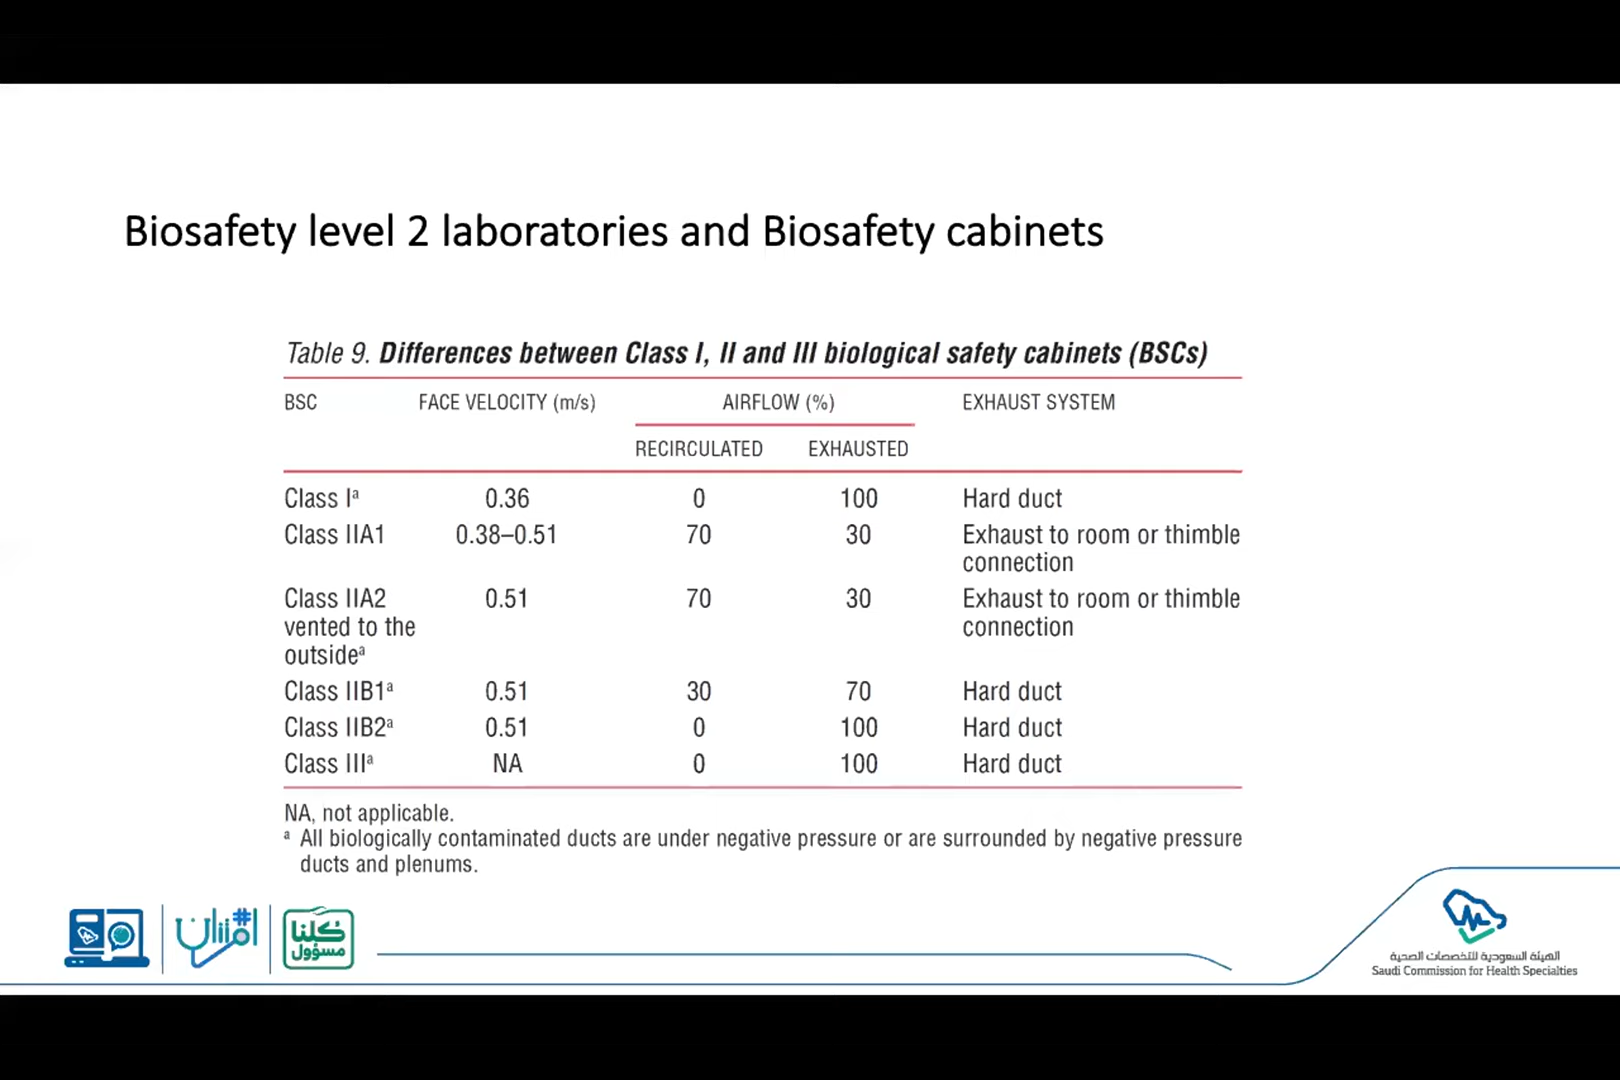 Biosafety level 2 laboratories and Biosafety cabinets
Table 9. Differences between Class I, II and III biological safety cabinets (BSCs)
BSC FACE VELOCITY (m/s) AIRFLOW (%) EXHAUST SYSTEM
RECIRCULATED EXHAUSTED
Class Iª 0.36 0 100 Hard duct
Class IIA1 0.38–0.51 70 30 Exhaust to room or thimble
connection
Class IIA2 0.51 70 30 Exhaust to room or thimble
vented to the connection
outsideª
Class IIB1ª 0.51 30 70 Hard duct
Class IIB2ª 0.51 0 100 Hard duct
Class IIIª NA 0 100 Hard duct
NA, not applicable.
ª All biologically contaminated ducts are under negative pressure or are surrounded by negative pressure
ducts and plenums.
كلنا
مسؤول
الهيئة السعودية للتخصصات الصحية
Saudi Commission for Health Specialties